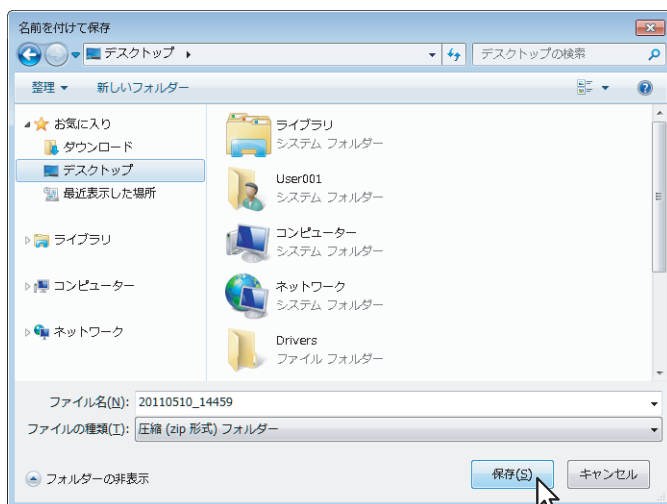 名前を付けて保存
デスクトップ
デスクトップの検索
整理 新しいフォルダー
お気に入り
ダウンロード
デスクトップ
最近表示した場所
ライブラリ
コンピューター
ネットワーク
ライブラリ
システム フォルダー
User001
システム フォルダー
コンピューター
システム フォルダー
ネットワーク
システム フォルダー
Drivers
ファイル フォルダー
ファイル名(N): 20110510_14459
ファイルの種類(T): 圧縮 (zip 形式) フォルダー
フォルダーの非表示
保存(S) キャンセル